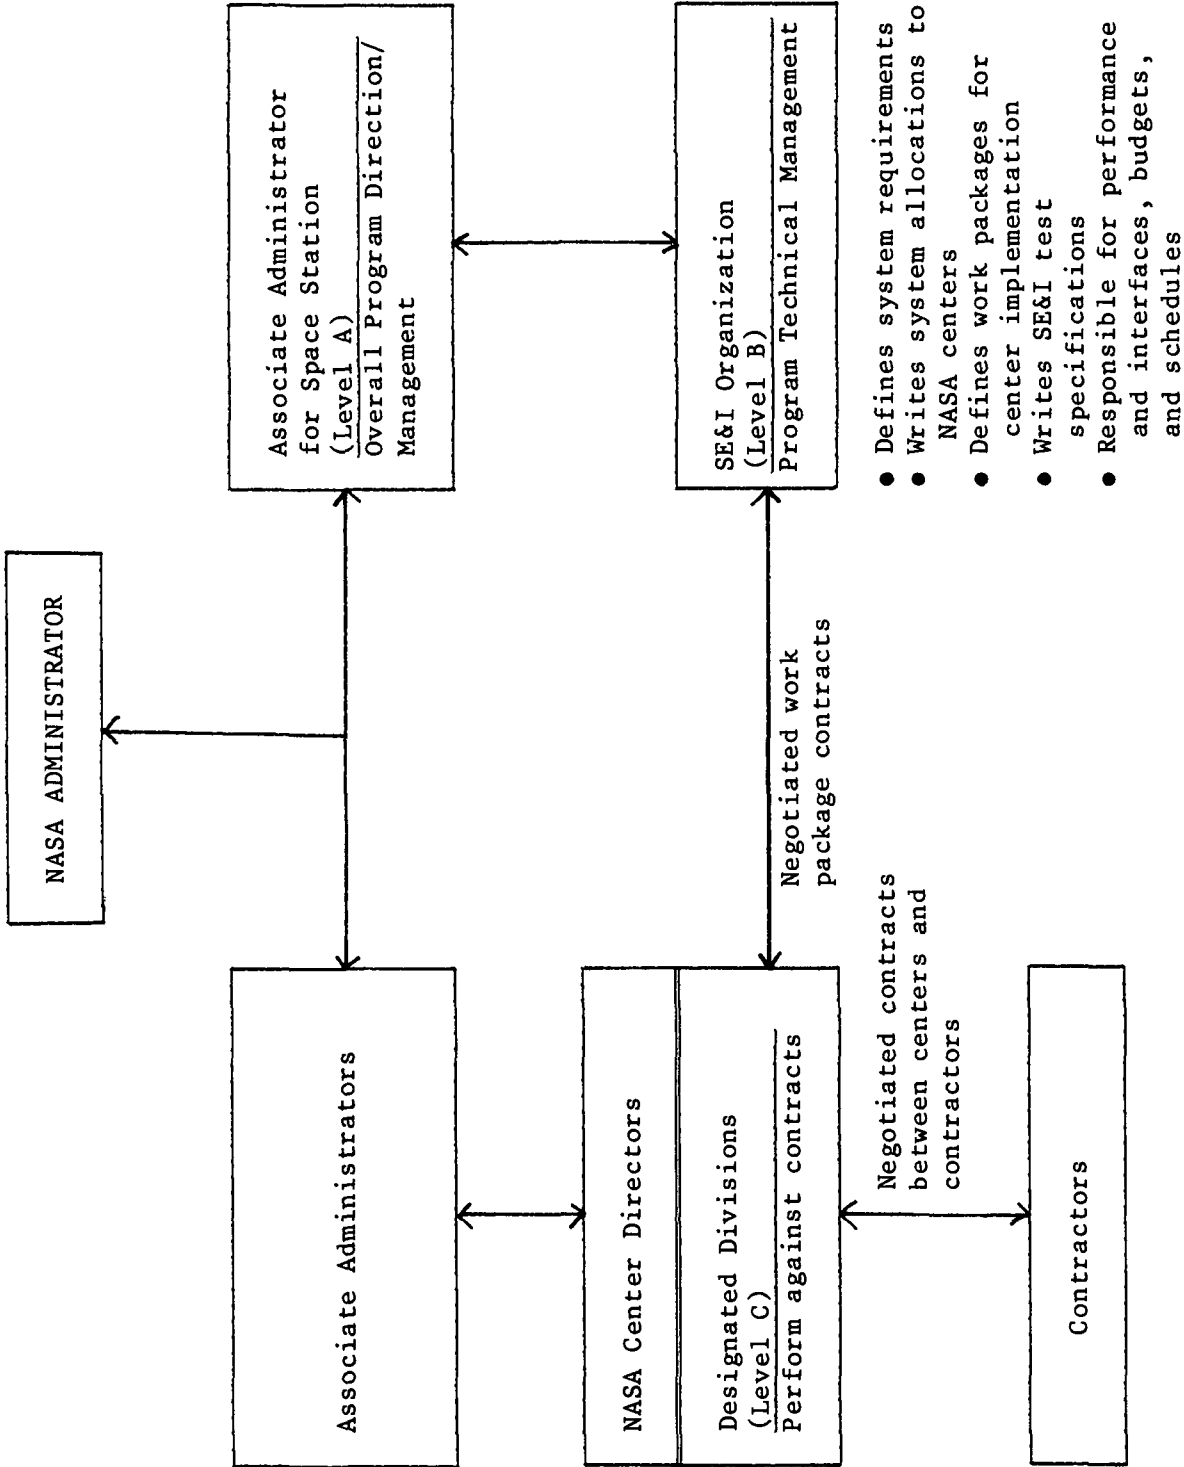 NASA ADMINISTRATOR
Associate Administrators
Associate Administrator
for Space Station
(Level A)
Overall Program Direction/
Management
NASA Center Directors
Designated Divisions
(Level C)
Perform against contracts
Negotiated work
package contracts
SE&I Organization
(Level B)
Program Technical Management
Negotiated contracts
between centers and
contractors
Contractors
● Defines system requirements
● Writes system allocations to
NASA centers
● Defines work packages for
center implementation
● Writes SE&I test
specifications
● Responsible for performance
and interfaces, budgets,
and schedules